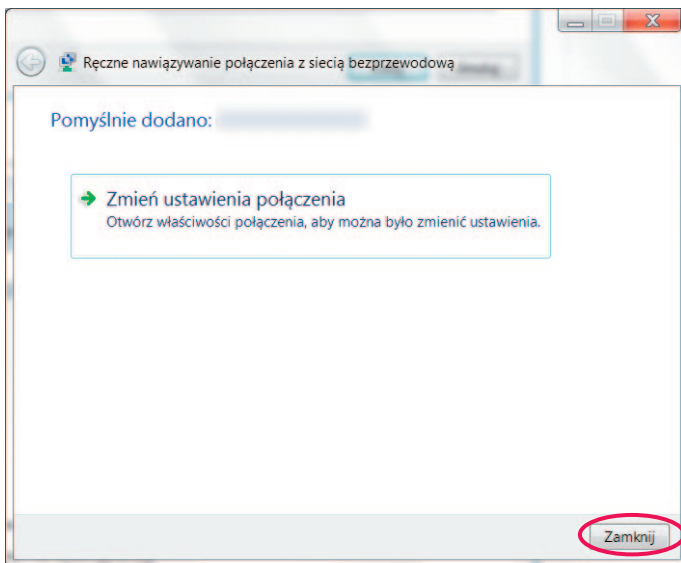 Ręczne nawiązywanie połączenia z siecią bezprzewodową
Pomyślnie dodano:
Zmień ustawienia połączenia
Otwórz właściwości połączenia, aby można było zmienić ustawienia.
Zamknij